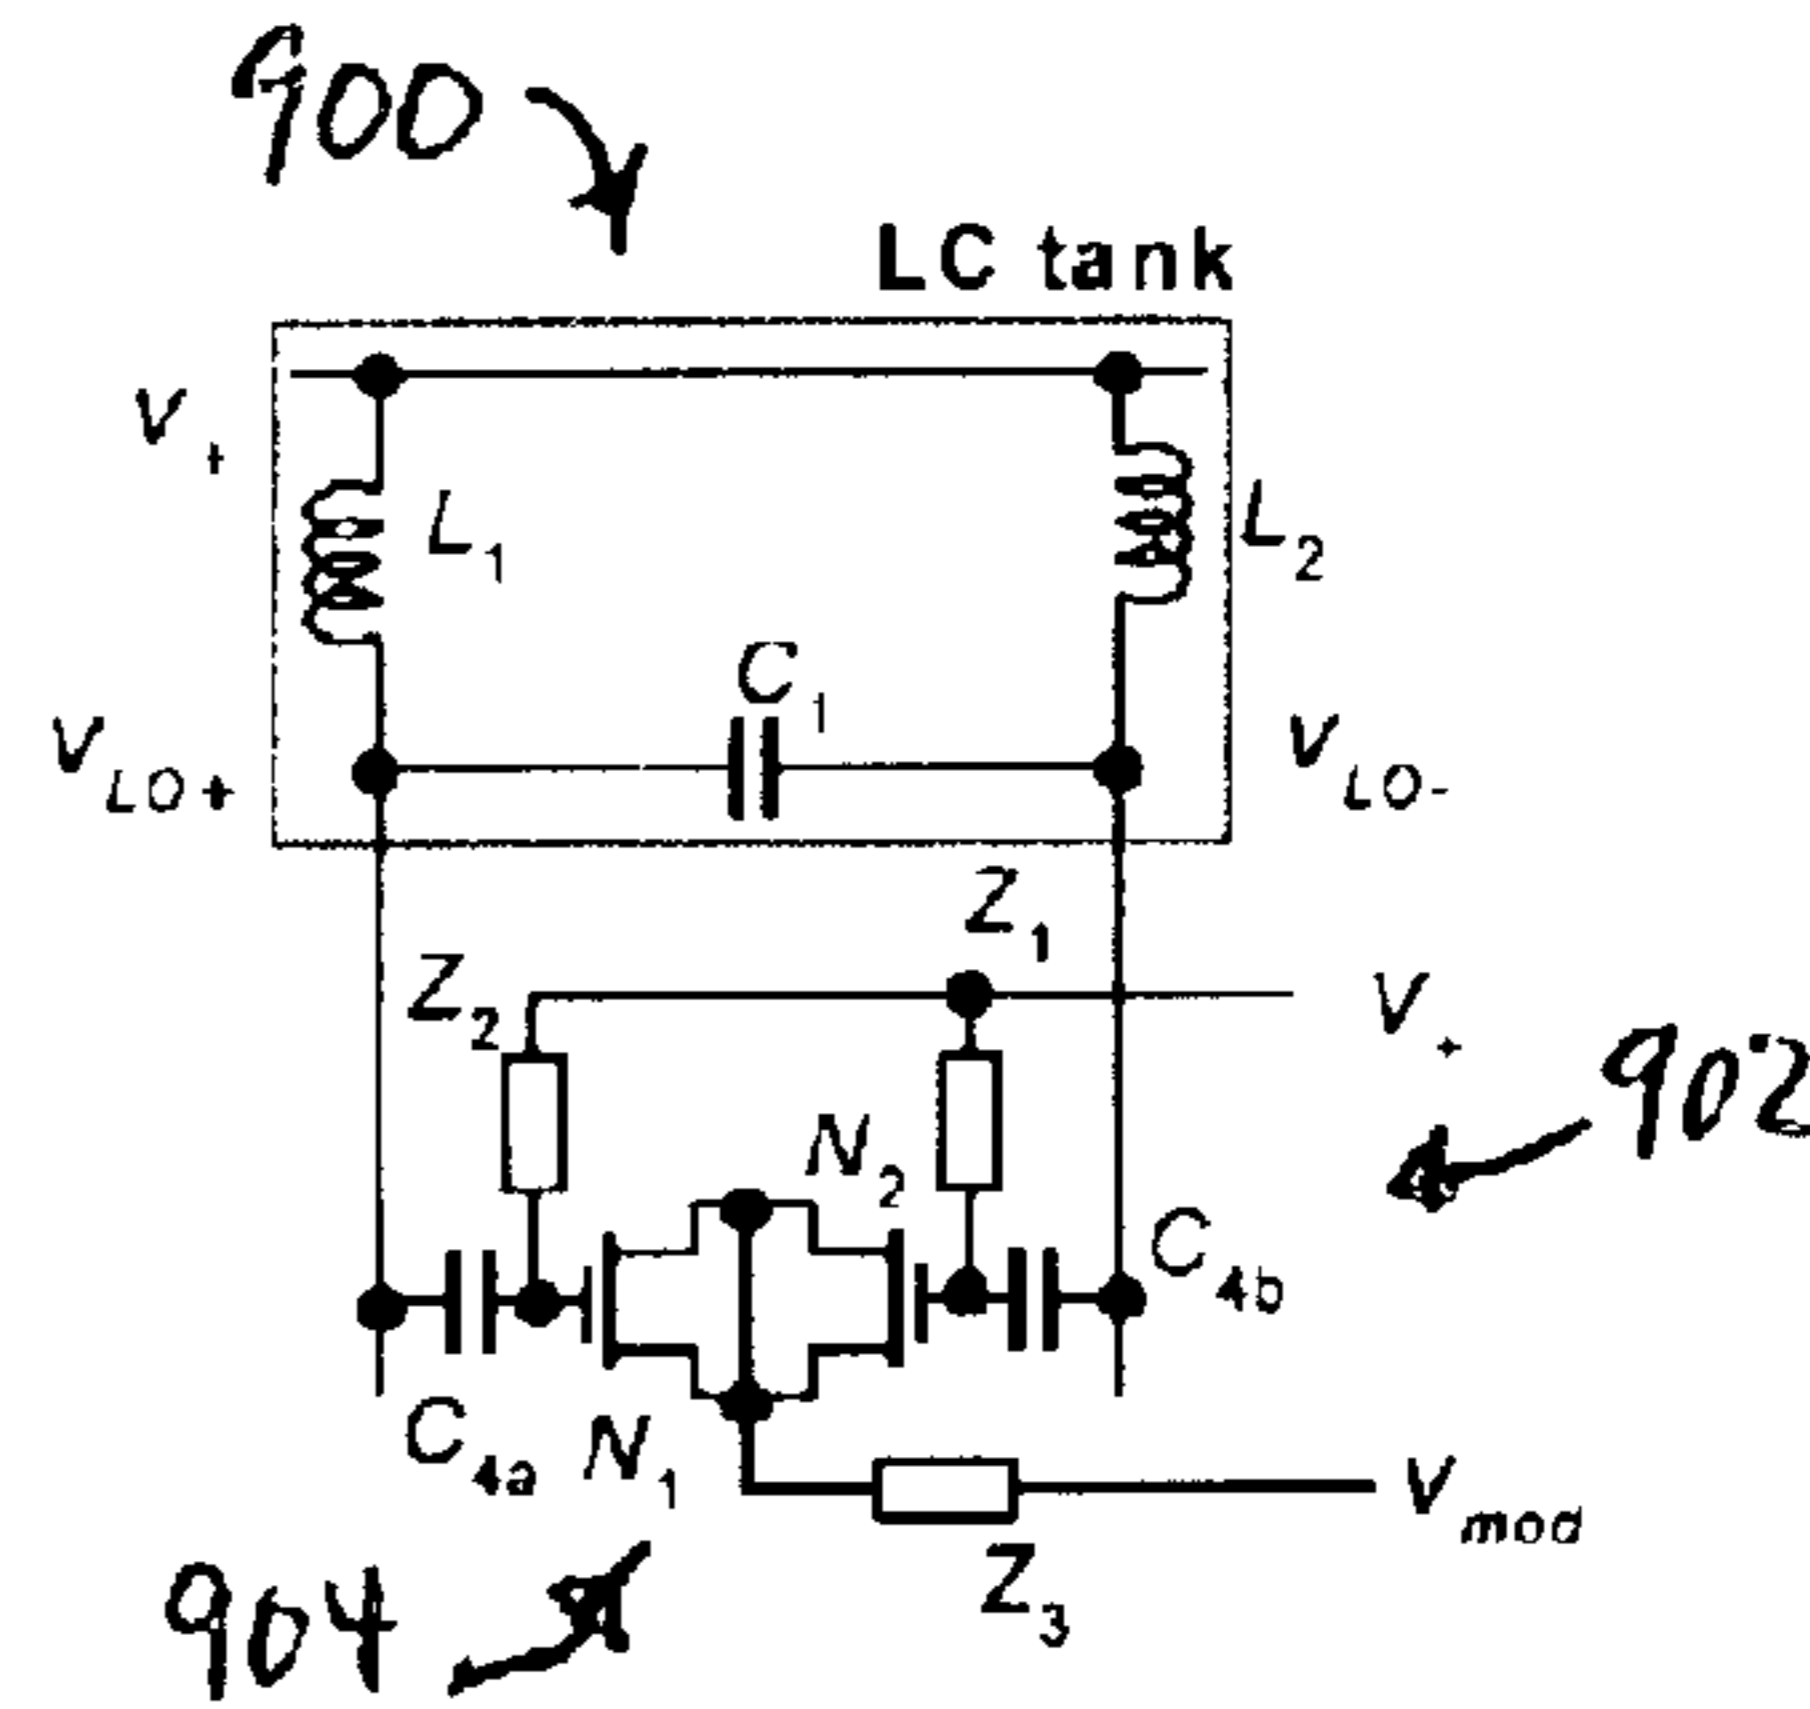 900
LC tank
V+
L1
L2
C1
VLO+
VLO-
Z1
Z2
V+
902
N2
C4b
C4a
N1
Vmod
Z3
904